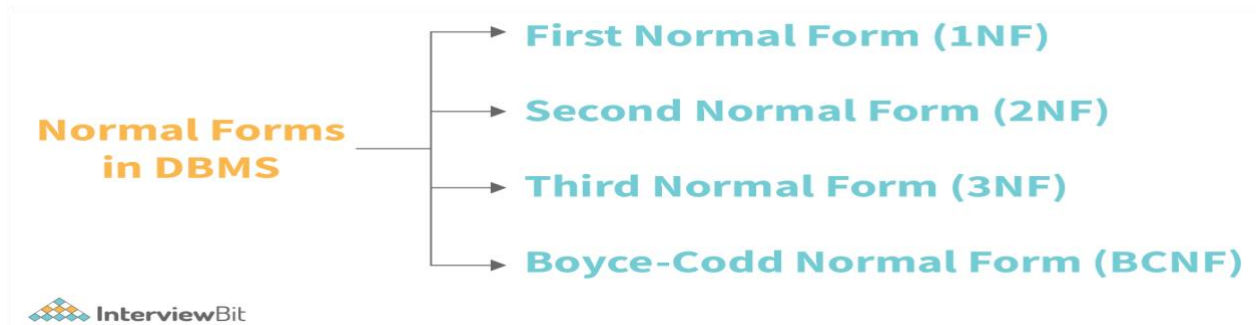 Normal Forms
in DBMS
First Normal Form (1NF)
Second Normal Form (2NF)
Third Normal Form (3NF)
Boyce-Codd Normal Form (BCNF)
InterviewBit